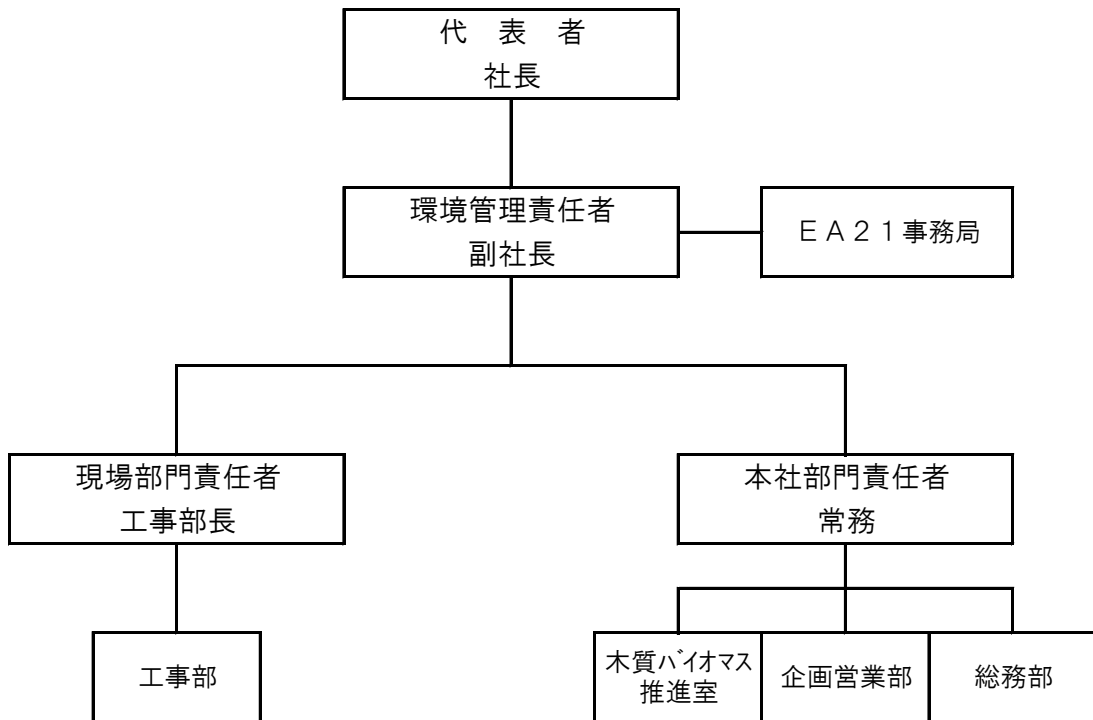 代　表　者
社長
環境管理責任者
副社長
ＥＡ２１事務局
現場部門責任者
工事部長
本社部門責任者
常務
工事部
木質ﾊﾞｲｵﾏｽ
推進室
企画営業部
総務部